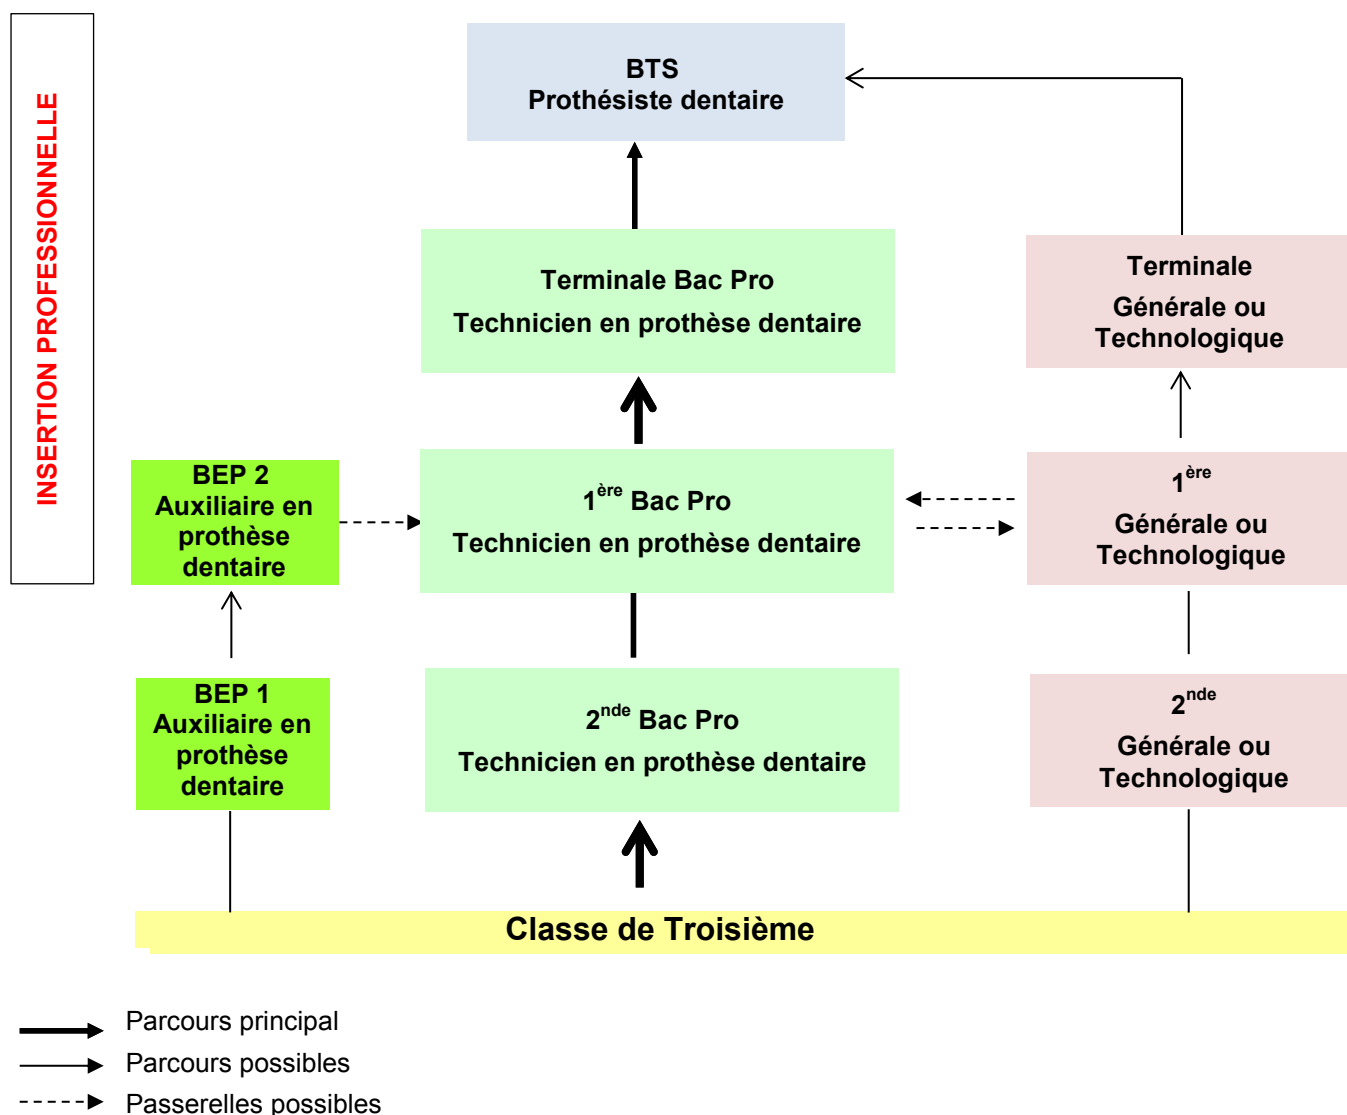 INSERTION PROFESSIONNELLE
BTS
Prothésiste dentaire
Terminale Bac Pro
Technicien en prothèse dentaire
Terminale
Générale ou
Technologique
BEP 2
Auxiliaire en
prothèse
dentaire
1ère Bac Pro
Technicien en prothèse dentaire
1ère
Générale ou
Technologique
BEP 1
Auxiliaire en
prothèse
dentaire
2nde Bac Pro
Technicien en prothèse dentaire
2nde
Générale ou
Technologique
Classe de Troisième
Parcours principal
Parcours possibles
Passerelles possibles